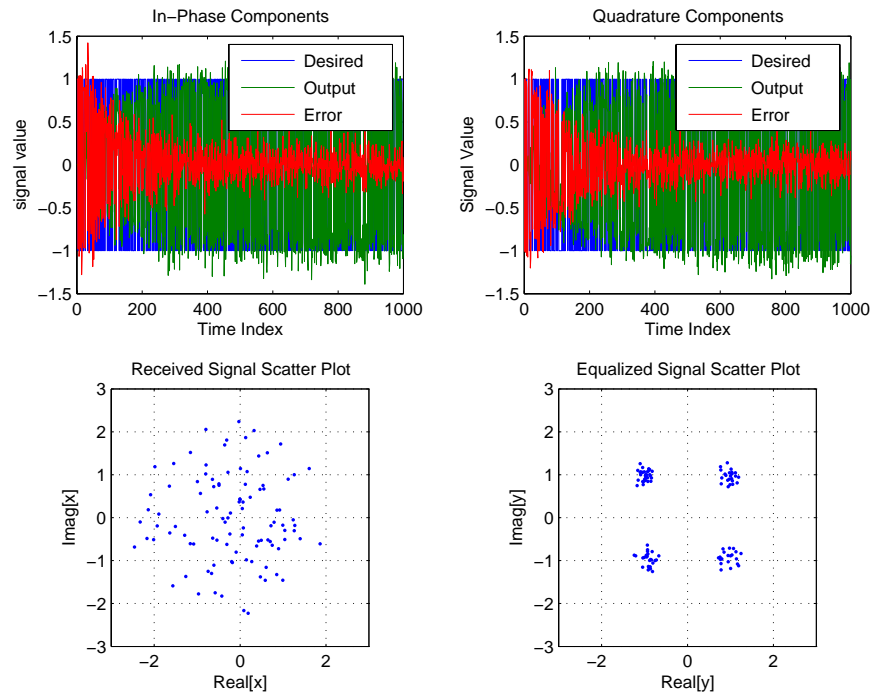 In-Phase Components
1.5
1
0.5
0
−0.5
−1
−1.5
signal value
Desired
Output
Error
0 200 400 600 800 1000
Time Index
Quadrature Components
1.5
1
0.5
0
−0.5
−1
−1.5
Signal Value
Desired
Output
Error
0 200 400 600 800 1000
Time Index
Received Signal Scatter Plot
3
2
1
0
−1
−2
−3
Imag[x]
−2 0 2
Real[x]
Equalized Signal Scatter Plot
3
2
1
0
−1
−2
−3
Imag[y]
−2 0 2
Real[y]